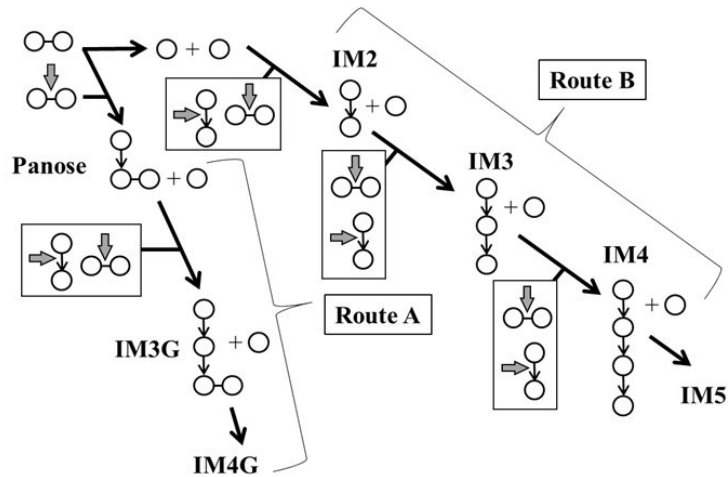 IM2
Route B
+
+
Panose
+
IM3
+
IM4
+
Route A
+
IM3G
IM5
IM4G